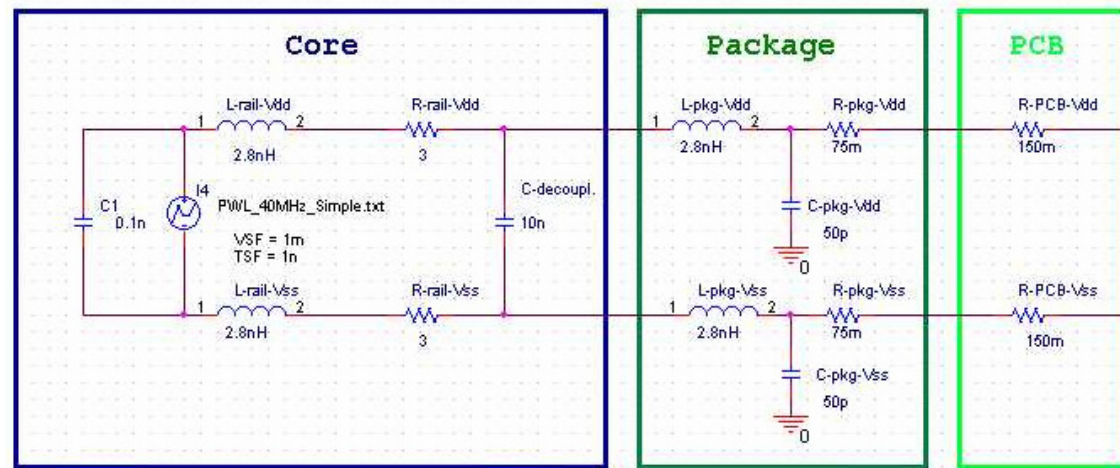 Core
Package
PCB
L-rail-Vdd
R-rail-Vdd
L-pkg-Vdd
R-pkg-Vdd
R-PCB-Vdd
1
2
1
2
2.8nH
3
2.8nH
75m
150m
C1
0.1n
I4
PWL_40MHz_Simple.txt
VSF = 1m
TSF = 1n
C-decoupl.
10n
C-pkg-Vdd
50p
0
L-rail-Vss
R-rail-Vss
L-pkg-Vss
R-pkg-Vss
R-PCB-Vss
1
2
1
2
2.8nH
3
2.8nH
75m
150m
C-pkg-Vss
50p
0